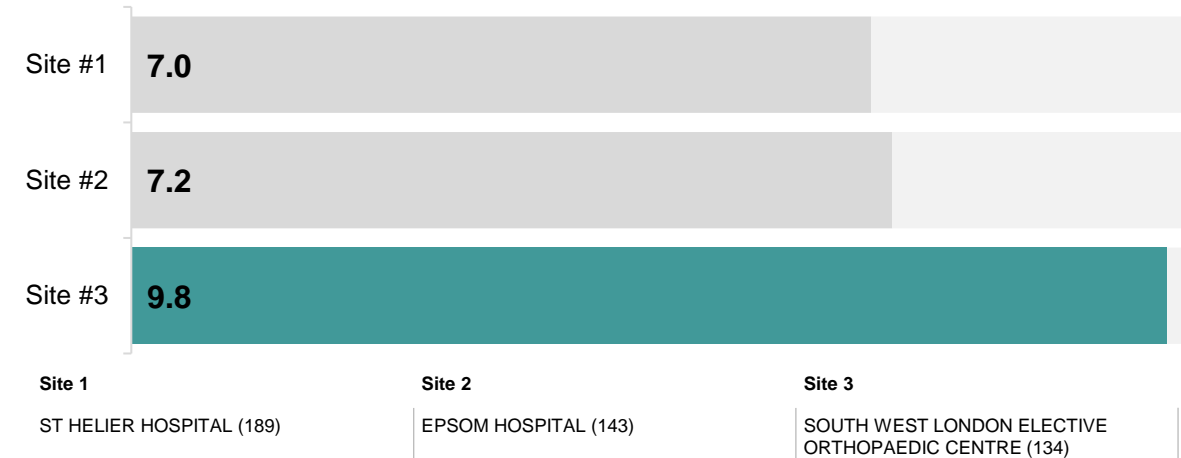 Site #1
7.0
Site #2
7.2
Site #3
9.8
Site 1
Site 2
Site 3
ST HELIER HOSPITAL (189)
EPSOM HOSPITAL (143)
SOUTH WEST LONDON ELECTIVE
ORTHOPAEDIC CENTRE (134)